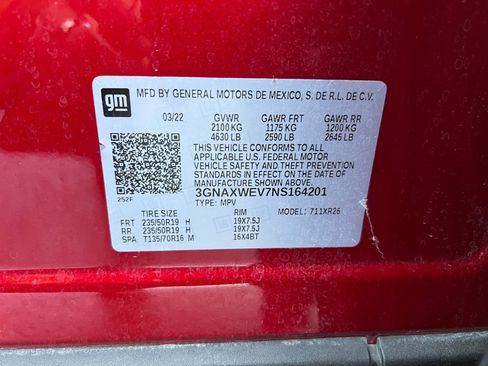 gm
MFD BY GENERAL MOTORS DE MEXICO, S. DE R.L. DE C.V.
03/22 GVWR GAWR FRT GAWR RR
2100 KG 1175 KG 1200 KG
4630 LB 2590 LB 2645 LB
THIS VEHICLE CONFORMS TO ALL
APPLICABLE U.S. FEDERAL MOTOR
VEHICLE SAFETY AND THEFT PREVENTION
STANDARDS IN EFFECT ON THE DATE OF
MANUFACTURE SHOWN ABOVE.
3GNAXWEV7NS164201
252F
TYPE: MPV
TIRE SIZE RIM MODEL: 711XR26
FRT 235/50R19 H 19X7.5J
RR 235/50R19 H 19X7.5J
SPA T135/70R16 M 16X4BT